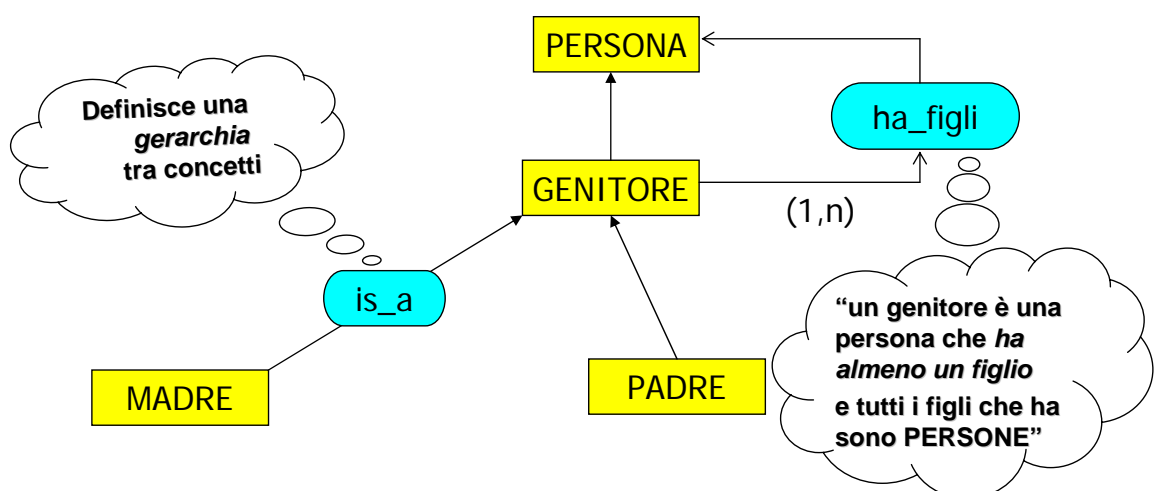 PERSONA
Definisce una
gerarchia
tra concetti
ha_figli
GENITORE
(1,n)
is_a
“un genitore è una
persona che ha
almeno un figlio
e tutti i figli che ha
sono PERSONE”
MADRE
PADRE